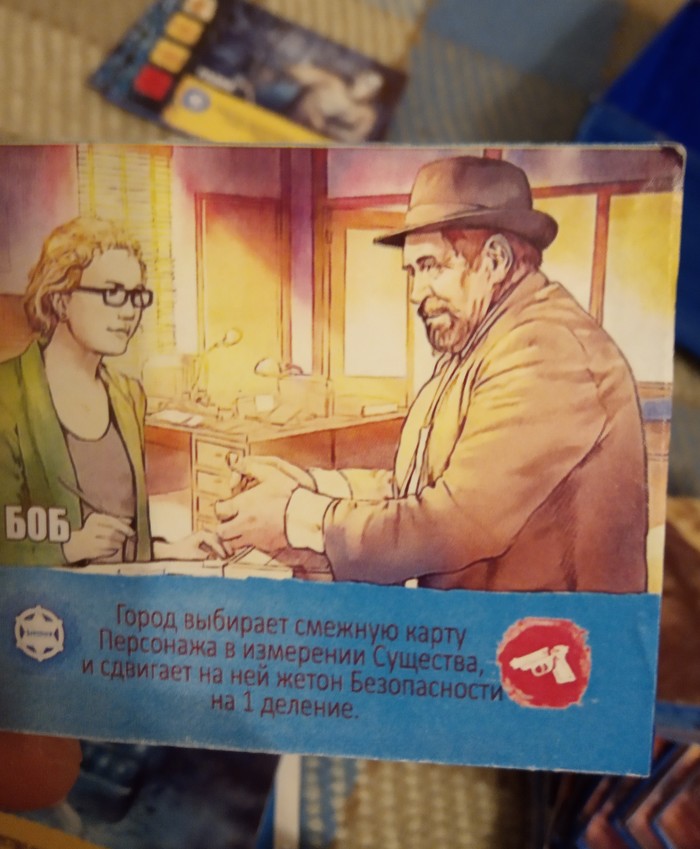 БОБ
Город выбирает смежную карту
Персонажа в измерении Существа,
и сдвигает на ней жетон Безопасности
на 1 деление.